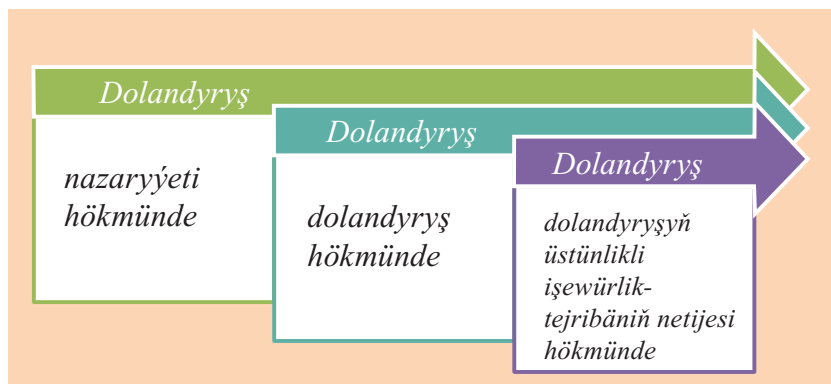 Dolandyryş
nazaryýeti
hökmünde
Dolandyryş
dolandyryş
hökmünde
Dolandyryş
dolandyryşyň
üstünlikli
işewürlik-
tejribäniň netijesi
hökmünde